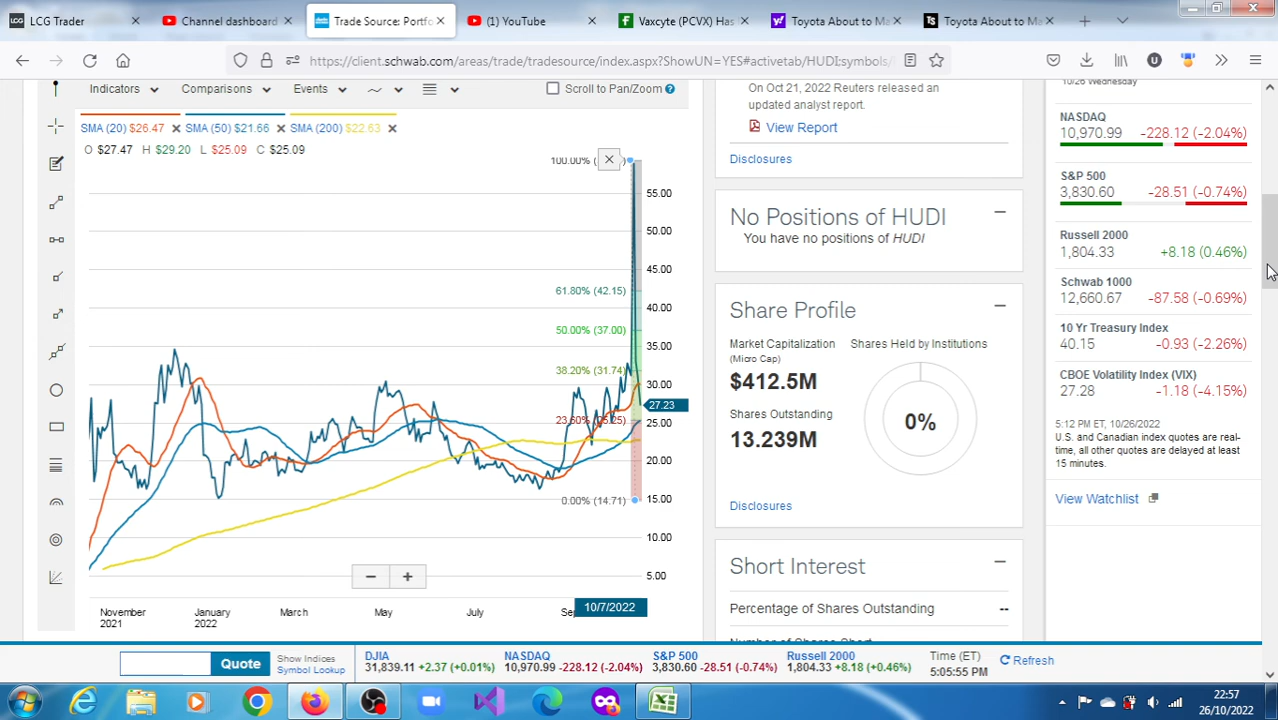 LCG Trader
Channel dashboard
Trade Source: Portfo
(1) YouTube
Vaxcyte (PCVX) Has
Toyota About to Ma
Toyota About to Me
https://client.schwab.com/areas/trade/tradesource/index.aspx?ShowUN=YES#activetab/HUDI:symbols/
Indicators
Comparisons
Events
Scroll to Pan/Zoom
SMA (20) $26.47
SMA (50) $21.66
SMA (200) $22.63
O $27.47 H $29.20 L $25.09 C $25.09
100.00%
61.80% (42.15)
50.00% (37.00)
38.20% (31.74)
0.00% (14.71)
55.00
50.00
45.00
40.00
35.00
30.00
27.23
25.00
20.00
15.00
10.00
5.00
November
2021
January
2022
March
May
July
10/7/2022
On Oct 21, 2022 Reuters released an
updated analyst report.
View Report
Disclosures
No Positions of HUDI
You have no positions of HUDI
Share Profile
Market Capitalization
(Micro Cap)
$412.5M
Shares Outstanding
13.239M
Shares Held by Institutions
0%
Disclosures
Short Interest
Percentage of Shares Outstanding --
10/26 Wednesday
NASDAQ
10,970.99 -228.12 (-2.04%)
S&P 500
3,830.60 -28.51 (-0.74%)
Russell 2000
1,804.33 +8.18 (0.46%)
Schwab 1000
12,660.67 -87.58 (-0.69%)
10 Yr Treasury Index
40.15 -0.93 (-2.26%)
CBOE Volatility Index (VIX)
27.28 -1.18 (-4.15%)
5:12 PM ET, 10/26/2022
U.S. and Canadian index quotes are real-
time, all other quotes are delayed at least
15 minutes.
View Watchlist
Quote
Show Indices
Symbol Lookup
DJIA
31,839.11 +2.37 (+0.01%)
NASDAQ
10,970.99 -228.12 (-2.04%)
S&P 500
3,830.60 -28.51 (-0.74%)
Russell 2000
1,804.33 +8.18 (+0.46%)
Time (ET)
5:05:55 PM
Refresh
22:57
26/10/2022